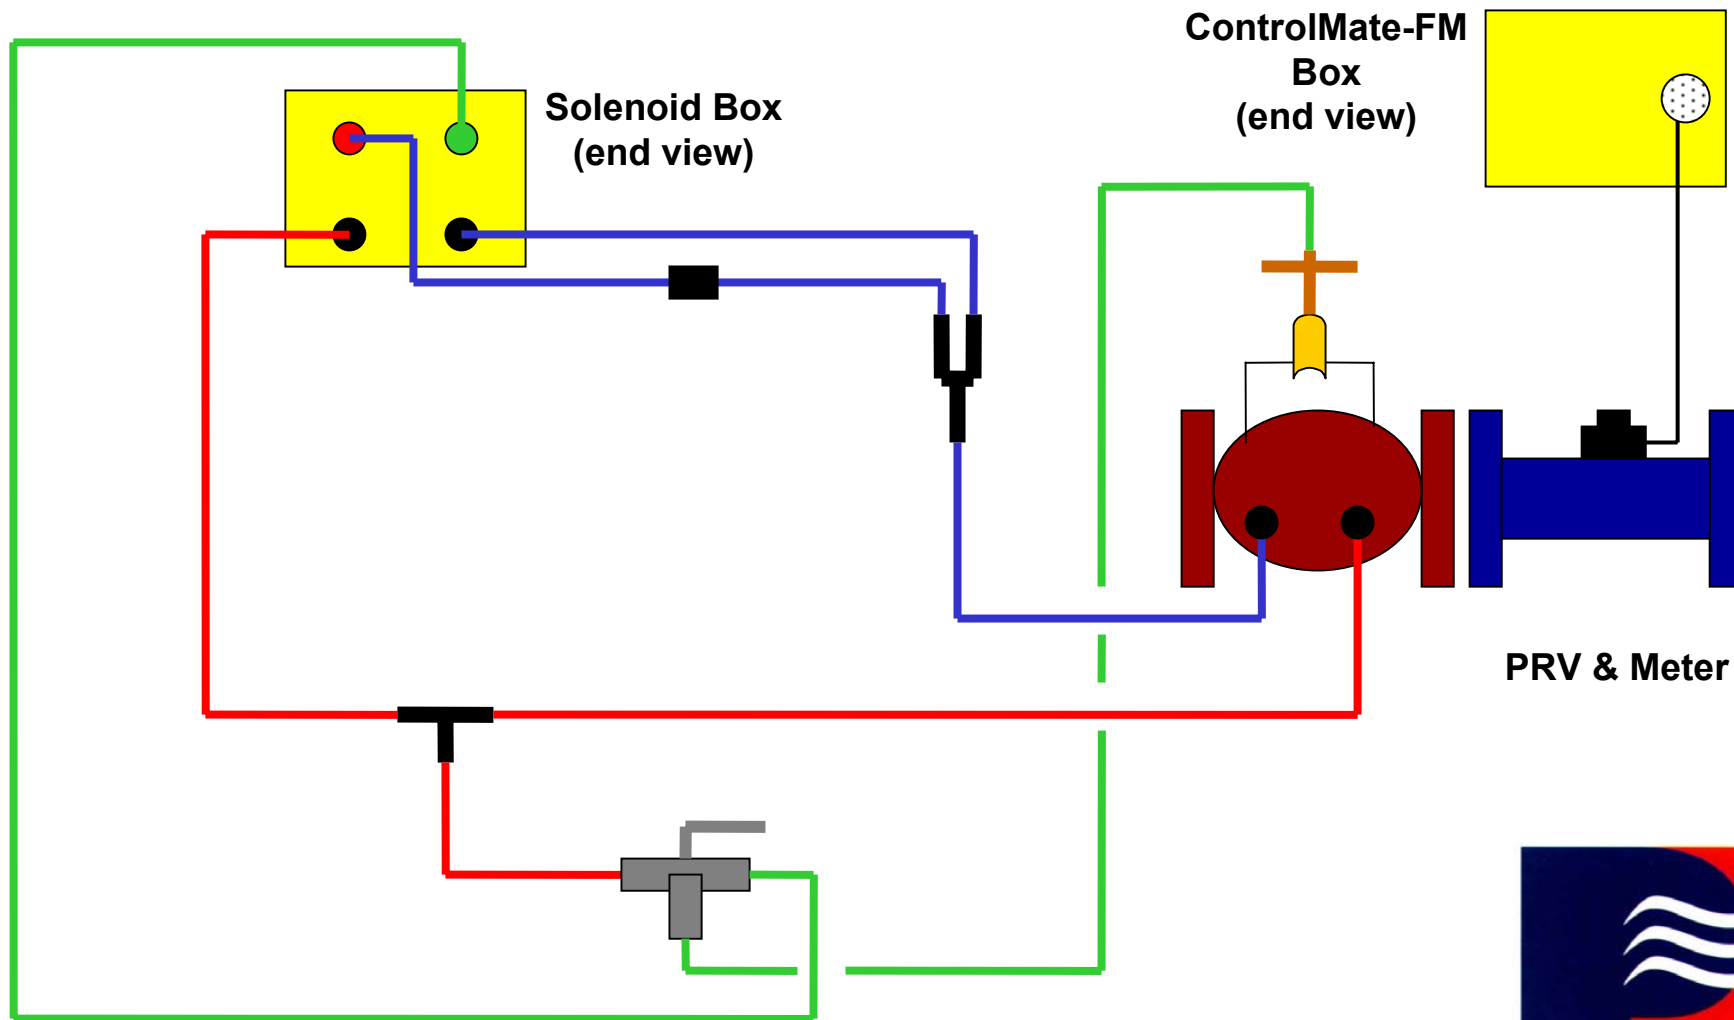 ControlMate-FM
Box
(end view)
Solenoid Box
(end view)
PRV & Meter